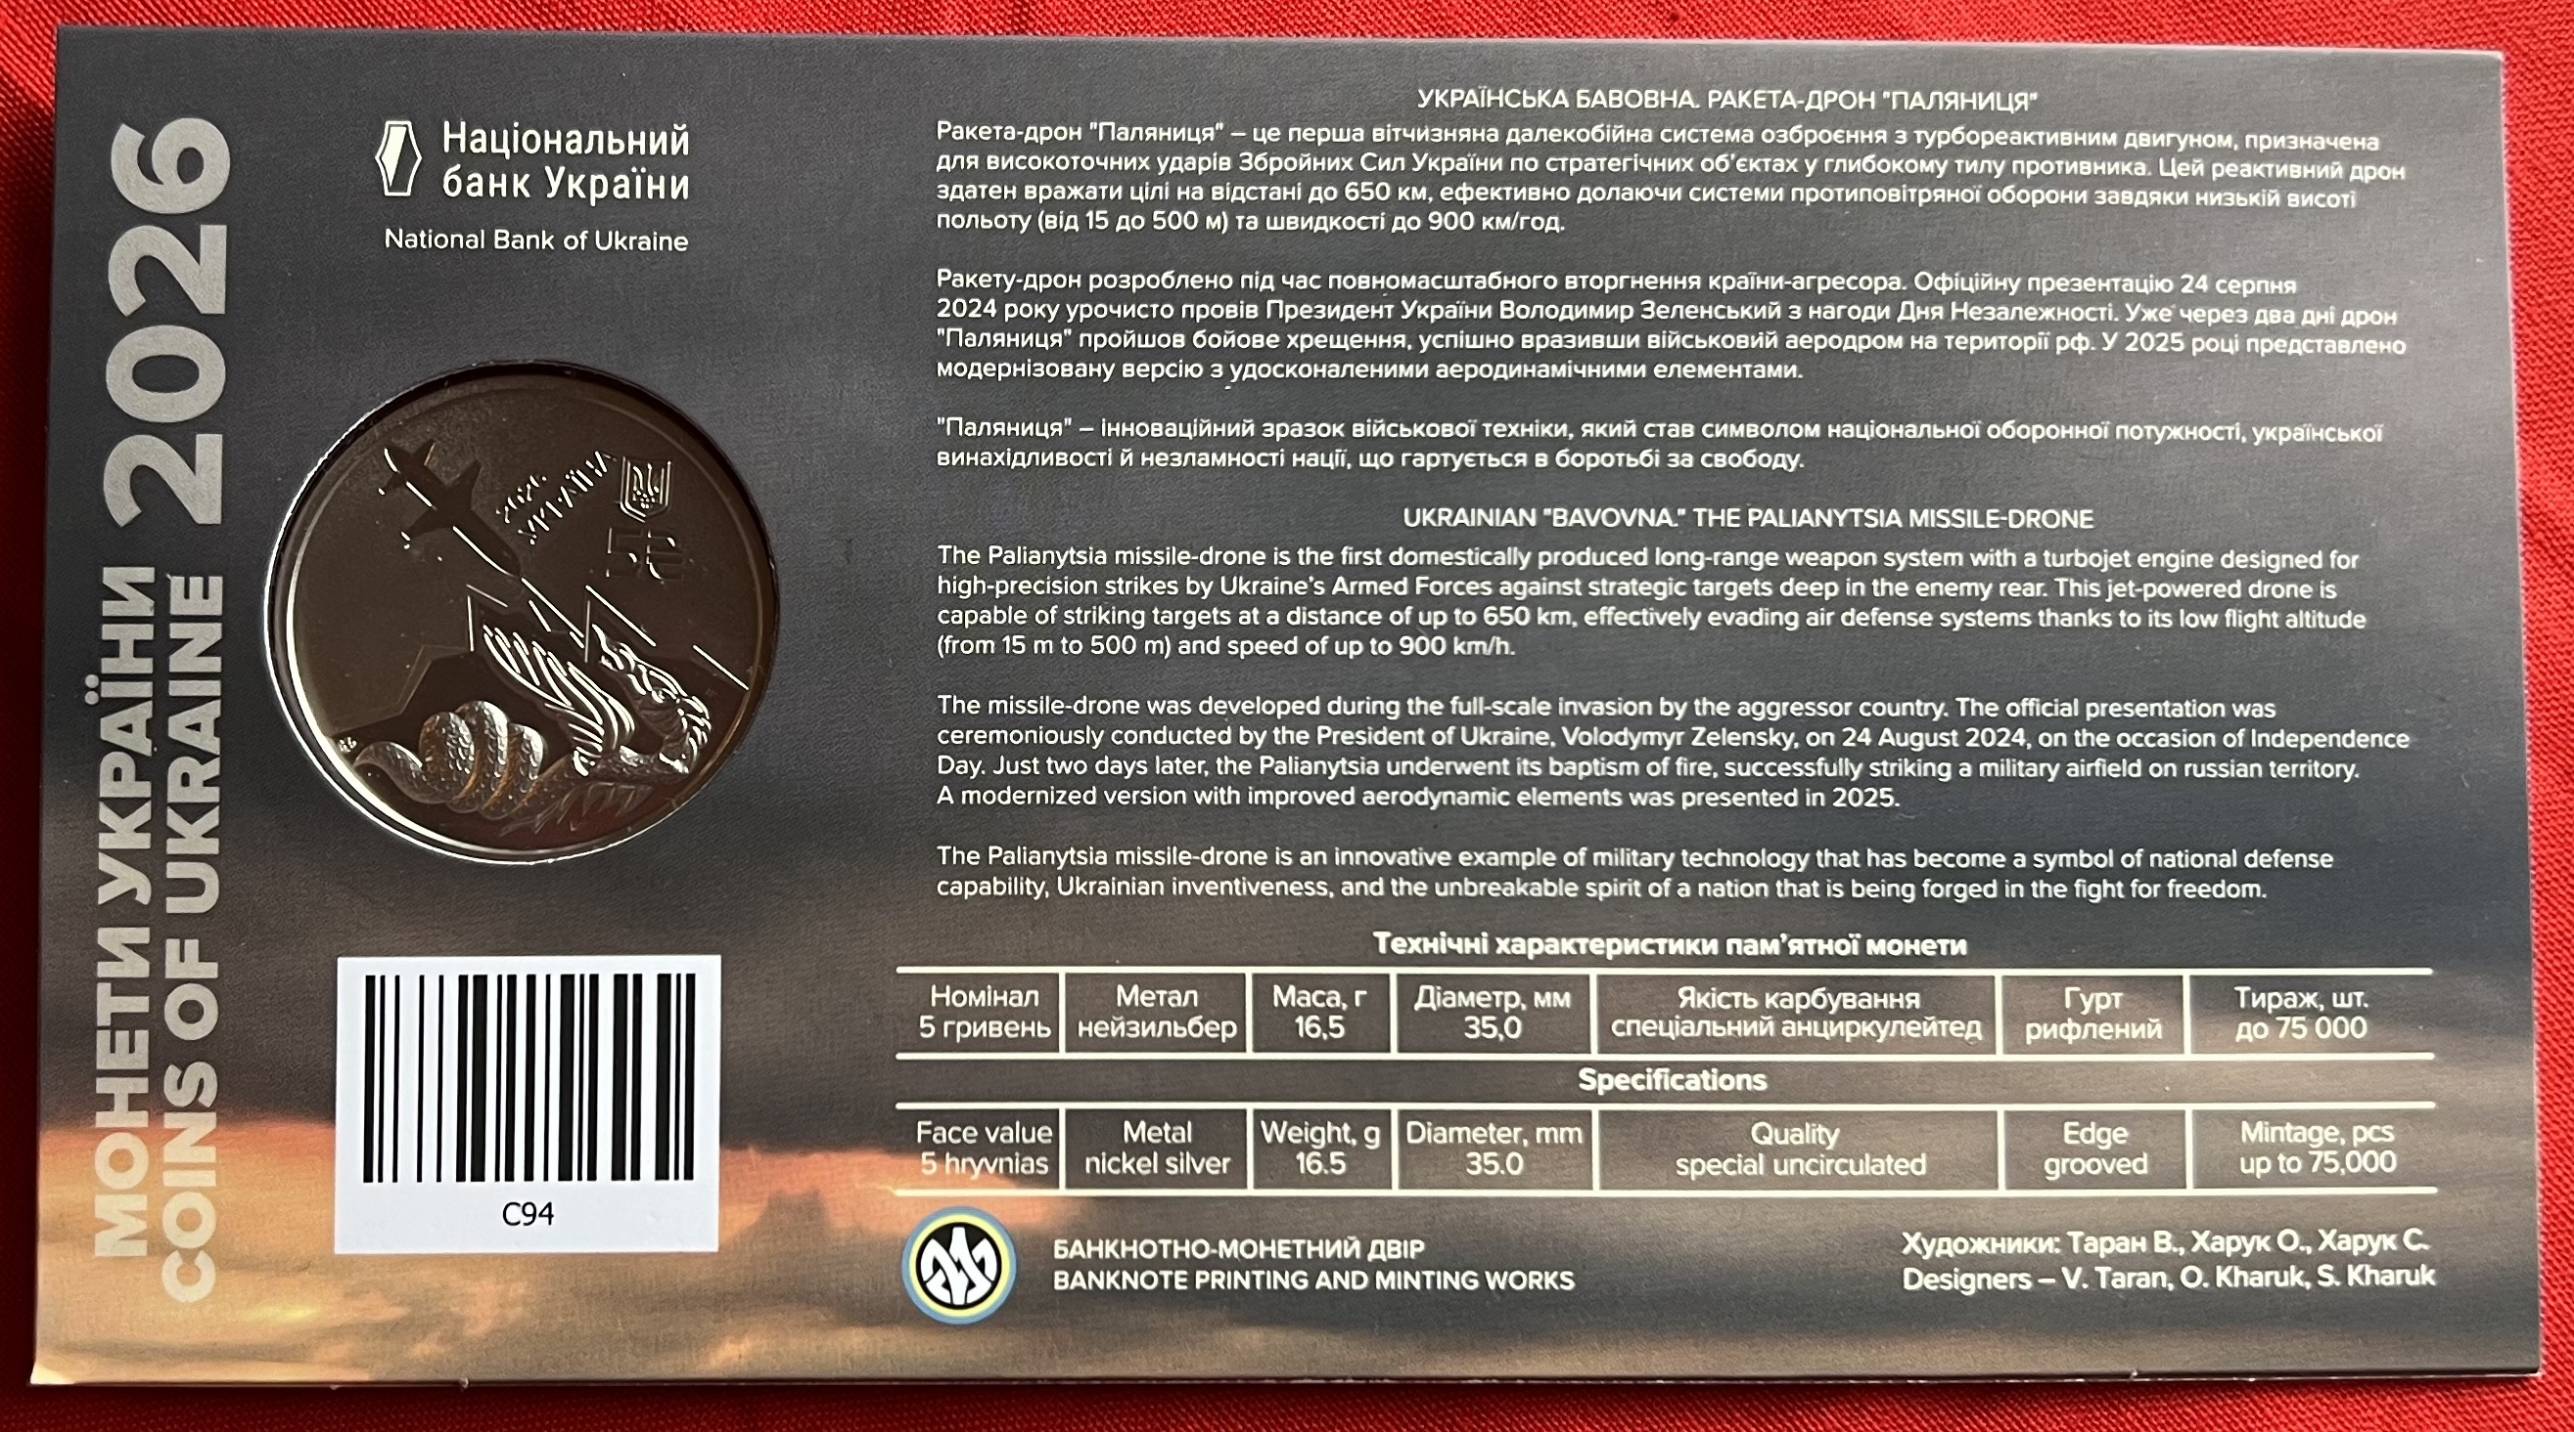 МОНЕТИ УКРАЇНИ 2026
COINS OF UKRAINE
Національний
банк України
National Bank of Ukraine
2026
УКРАЇНА
5₴
C94
УКРАЇНСЬКА БАВОВНА. РАКЕТА-ДРОН "ПАЛЯНИЦЯ"
Ракета-дрон "Паляниця" – це перша вітчизняна далекобійна система озброєння з турбореактивним двигуном, призначена
для високоточних ударів Збройних Сил України по стратегічних об'єктах у глибокому тилу противника. Цей реактивний дрон
здатен вражати цілі на відстані до 650 км, ефективно долаючи системи протиповітряної оборони завдяки низькій висоті
польоту (від 15 до 500 м) та швидкості до 900 км/год.
Ракету-дрон розроблено під час повномасштабного вторгнення країни-агресора. Офіційну презентацію 24 серпня
2024 року урочисто провів Президент України Володимир Зеленський з нагоди Дня Незалежності. Уже через два дні дрон
"Паляниця" пройшов бойове хрещення, успішно вразивши військовий аеродром на території рф. У 2025 році представлено
модернізовану версію з удосконаленими аеродинамічними елементами.
"Паляниця" – інноваційний зразок військової техніки, який став символом національної оборонної потужності, української
винахідливості й незламності нації, що гартується в боротьбі за свободу.
UKRAINIAN "BAVOVNA." THE PALIANYTSIA MISSILE-DRONE
The Palianytsia missile-drone is the first domestically produced long-range weapon system with a turbojet engine designed for
high-precision strikes by Ukraine's Armed Forces against strategic targets deep in the enemy rear. This jet-powered drone is
capable of striking targets at a distance of up to 650 km, effectively evading air defense systems thanks to its low flight altitude
(from 15 m to 500 m) and speed of up to 900 km/h.
The missile-drone was developed during the full-scale invasion by the aggressor country. The official presentation was
ceremoniously conducted by the President of Ukraine, Volodymyr Zelensky, on 24 August 2024, on the occasion of Independence
Day. Just two days later, the Palianytsia underwent its baptism of fire, successfully striking a military airfield on russian territory.
A modernized version with improved aerodynamic elements was presented in 2025.
The Palianytsia missile-drone is an innovative example of military technology that has become a symbol of national defense
capability, Ukrainian inventiveness, and the unbreakable spirit of a nation that is being forged in the fight for freedom.
Технічні характеристики пам'ятної монети
Номінал Метал Маса, г Діаметр, мм Якість карбування Гурт Тираж, шт.
5 гривень нейзильбер 16,5 35,0 спеціальний анциркулейтед рифлений до 75 000
Specifications
Face value Metal Weight, g Diameter, mm Quality Edge Mintage, pcs
5 hryvnias nickel silver 16.5 35.0 special uncirculated grooved up to 75,000
БАНКНОТНО-МОНЕТНИЙ ДВІР
BANKNOTE PRINTING AND MINTING WORKS
Художники: Таран В., Харук О., Харук С.
Designers – V. Taran, O. Kharuk, S. Kharuk